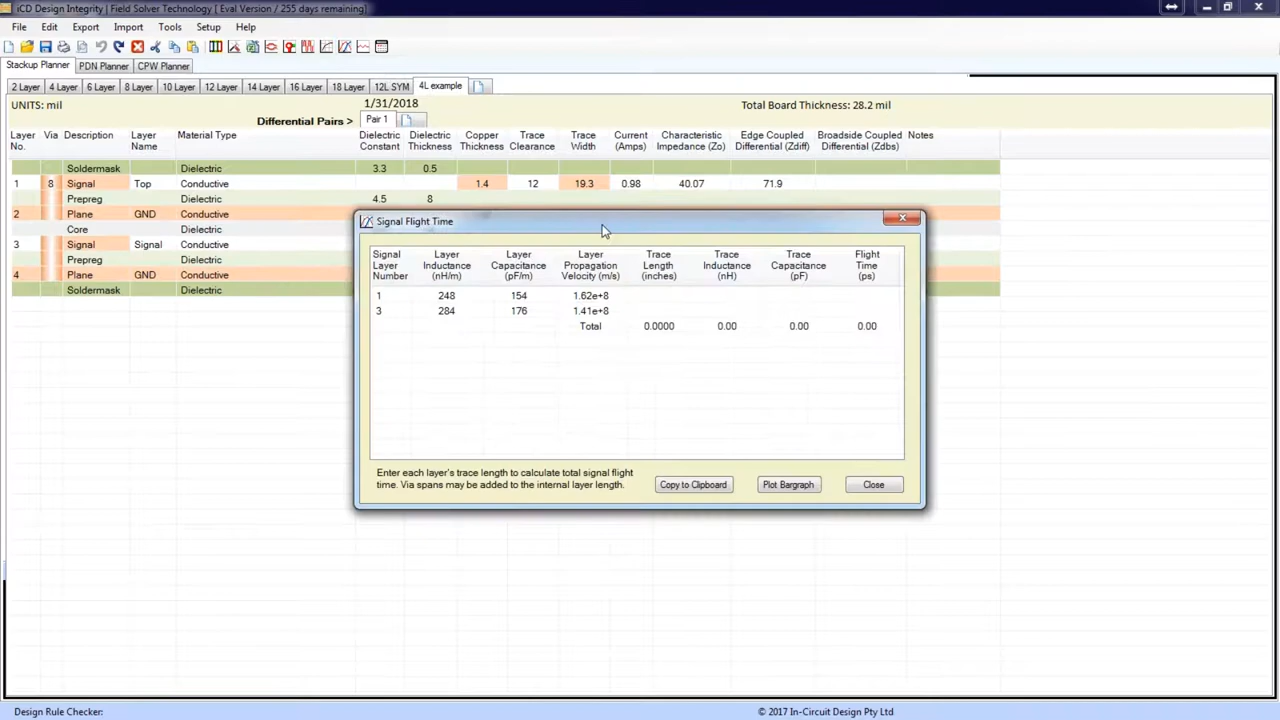 iCD Design Integrity | Field Solver Technology [ Eval Version / 255 days remaining]
File Edit Export Import Tools Setup Help
Stackup Planner PDN Planner CPW Planner
2 Layer 4 Layer 6 Layer 8 Layer 10 Layer 12 Layer 14 Layer 16 Layer 18 Layer 12L SYM 4L example
UNITS: mil 1/31/2018 Total Board Thickness: 28.2 mil
Differential Pairs > Pair 1
Layer No. Via Description Layer Name Material Type Dielectric Constant Dielectric Thickness Copper Thickness Trace Clearance Trace Width Current (Amps) Characteristic Impedance (Zo) Edge Coupled Differential (Zdiff) Broadside Coupled Differential (Zdbs) Notes
Soldermask Dielectric 3.3 0.5
1 8 Signal Top Conductive 1.4 12 19.3 0.98 40.07 71.9
Prepreg Dielectric 4.5 8
2 Plane GND Conductive
Core Dielectric
3 Signal Signal Conductive
Prepreg Dielectric
4 Plane GND Conductive
Soldermask Dielectric
Signal Flight Time
Signal Layer Number Layer Inductance (nH/m) Layer Capacitance (pF/m) Layer Propagation Velocity (m/s) Trace Length (inches) Trace Inductance (nH) Trace Capacitance (pF) Flight Time (ps)
1 248 154 1.62e+8
3 284 176 1.41e+8
Total 0.0000 0.00 0.00 0.00
Enter each layer's trace length to calculate total signal flight
time. Via spans may be added to the internal layer length.
Copy to Clipboard Plot Bargraph Close
Design Rule Checker: © 2017 In-Circuit Design Pty Ltd